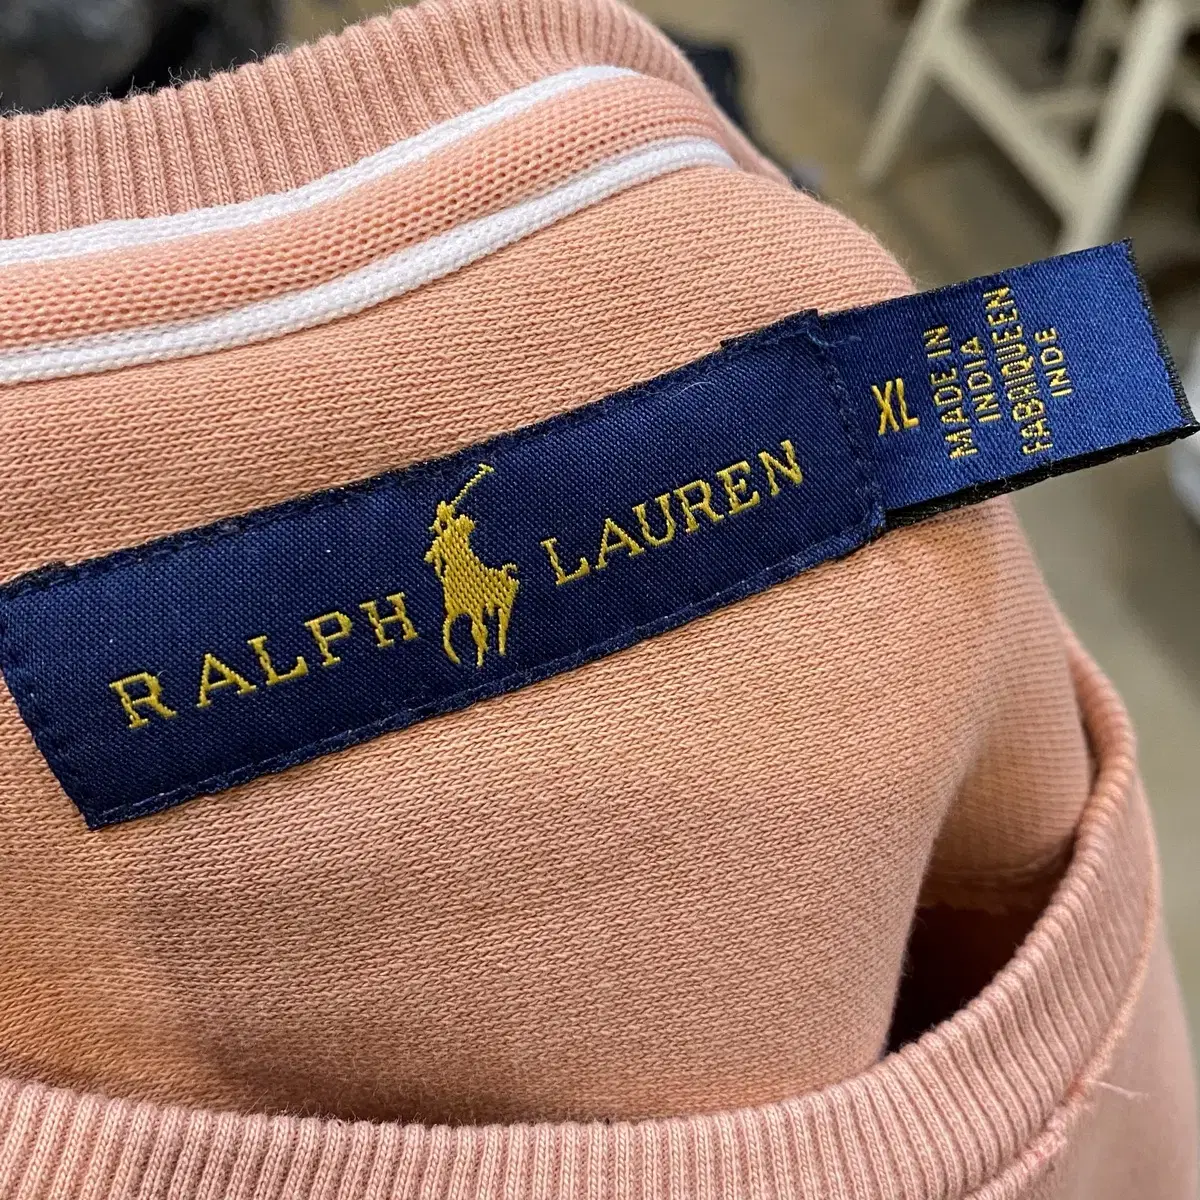 RALPH LAUREN
XL
MADE IN
INDIA
FABRIQUEEN
INDE